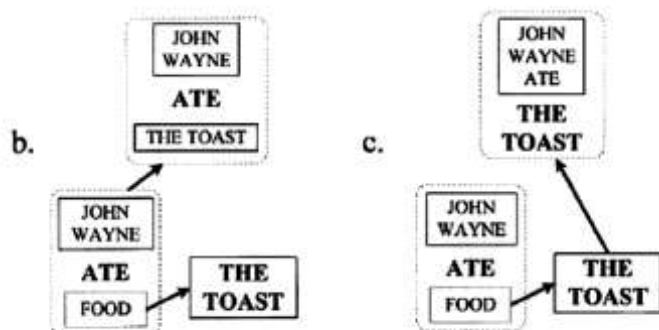 JOHN
WAYNE
ATE
THE TOAST
b.
JOHN
WAYNE
ATE
FOOD
THE
TOAST
JOHN
WAYNE
ATE
THE
TOAST
c.
JOHN
WAYNE
ATE
FOOD
THE
TOAST